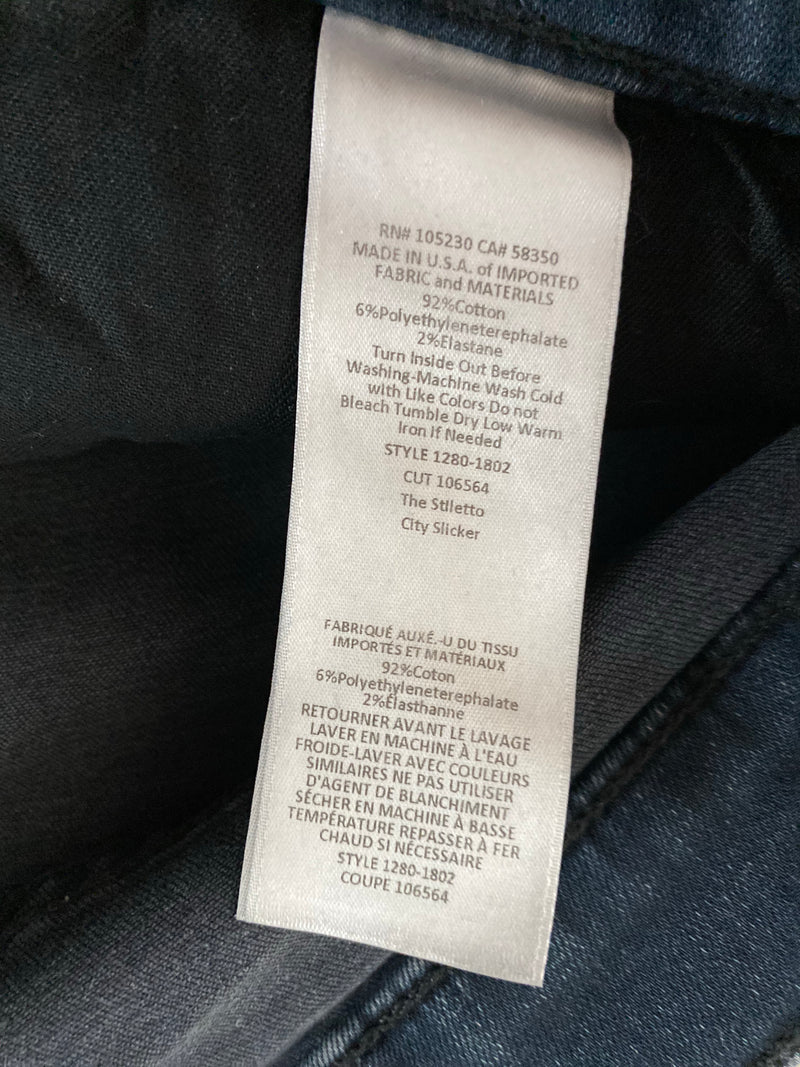 RN# 105230 CA# 58350
MADE IN U.S.A. of IMPORTED
FABRIC and MATERIALS
92%Cotton
6%Polyethyleneterephalate
2%Elastane
Turn Inside Out Before
Washing-Machine Wash Cold
with Like Colors Do not
Bleach Tumble Dry Low Warm
Iron If Needed
STYLE 1280-1802
CUT 106564
The Stiletto
City Slicker
FABRIQUÉ AUXÉ.-U DU TISSU
IMPORTÉS ET MATÉRIAUX
92%Coton
6%Polyethyleneterephalate
2%Élasthanne
RETOURNER AVANT LE LAVAGE
LAVER EN MACHINE À L'EAU
FROIDE-LAVER AVEC COULEURS
SIMILAIRES NE PAS UTILISER
D'AGENT DE BLANCHIMENT
SÉCHER EN MACHINE À BASSE
TEMPÉRATURE REPASSER À FER
CHAUD SI NÉCESSAIRE
STYLE 1280-1802
COUPE 106564